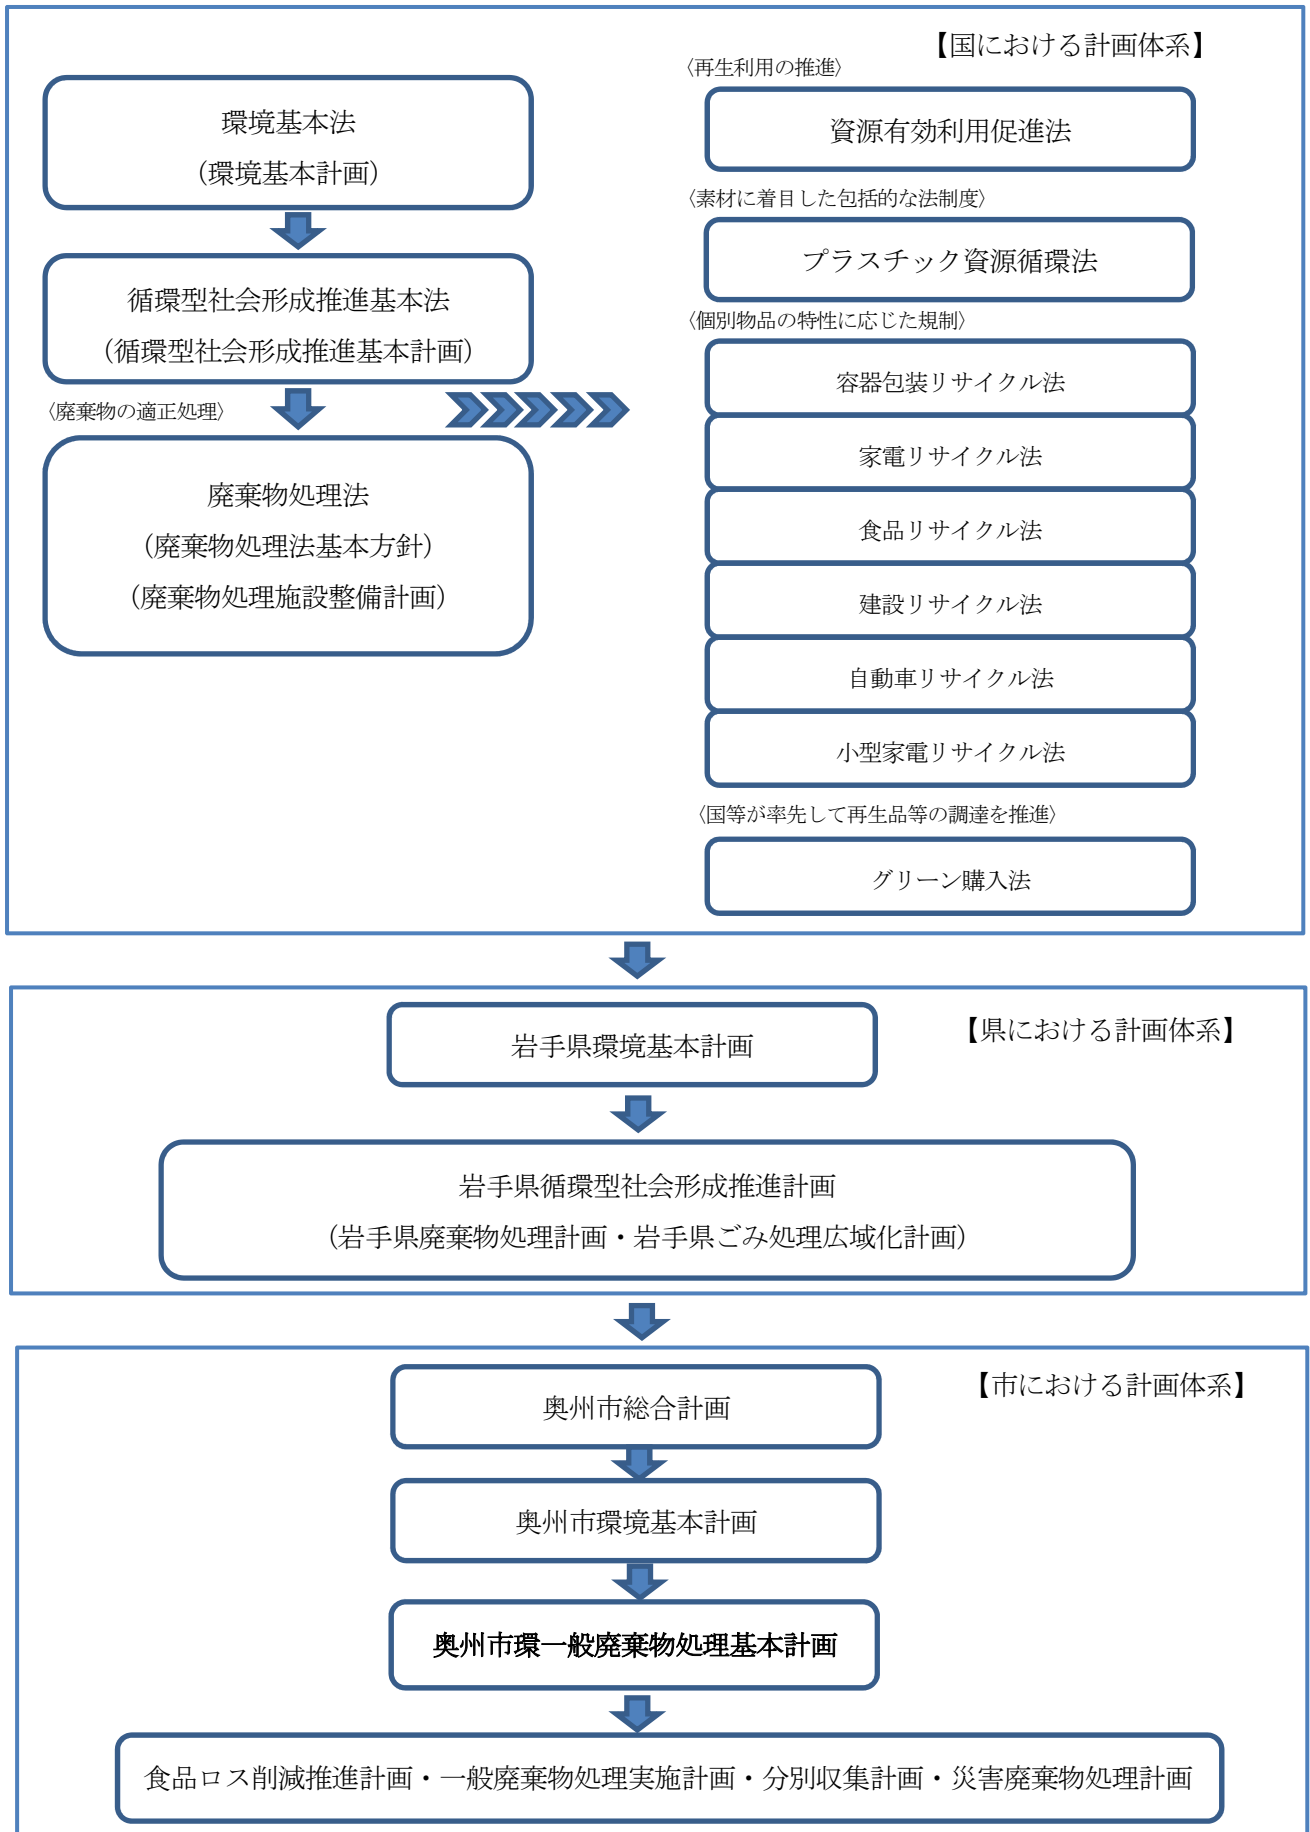 【国における計画体系】
環境基本法
（環境基本計画）
循環型社会形成推進基本法
（循環型社会形成推進基本計画）
〈廃棄物の適正処理〉
廃棄物処理法
（廃棄物処理法基本方針）
（廃棄物処理施設整備計画）
〈再生利用の推進〉
資源有効利用促進法
〈素材に着目した包括的な法制度〉
プラスチック資源循環法
〈個別物品の特性に応じた規制〉
容器包装リサイクル法
家電リサイクル法
食品リサイクル法
建設リサイクル法
自動車リサイクル法
小型家電リサイクル法
〈国等が率先して再生品等の調達を推進〉
グリーン購入法
【県における計画体系】
岩手県環境基本計画
岩手県循環型社会形成推進計画
（岩手県廃棄物処理計画・岩手県ごみ処理広域化計画）
【市における計画体系】
奥州市総合計画
奥州市環境基本計画
奥州市環一般廃棄物処理基本計画
食品ロス削減推進計画・一般廃棄物処理実施計画・分別収集計画・災害廃棄物処理計画